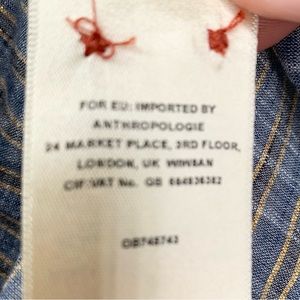 FOR EU: IMPORTED BY
ANTHROPOLOGIE
24 MARKET PLACE, 3RD FLOOR,
LONDON, UK W1W8AN
CIF/VAT No. GB